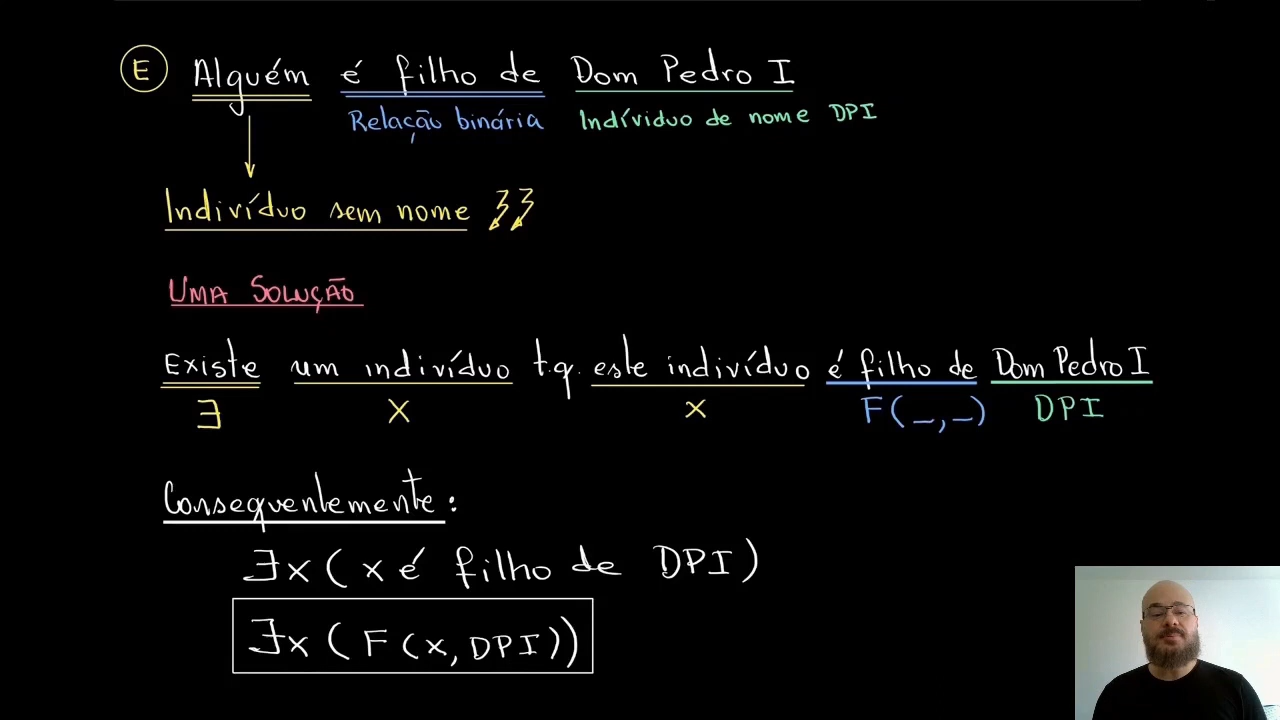 E Alguém é filho de Dom Pedro I
Relação binária Indíviduo de nome DPI
Indivíduo sem nome
UMA SOLUÇÃO
Existe um indivíduo t.q. este indivíduo é filho de Dom Pedro I
∃ x x F(_,_) DPI
Consequentemente:
∃x(x é filho de DPI)
∃x(F(x,DPI))